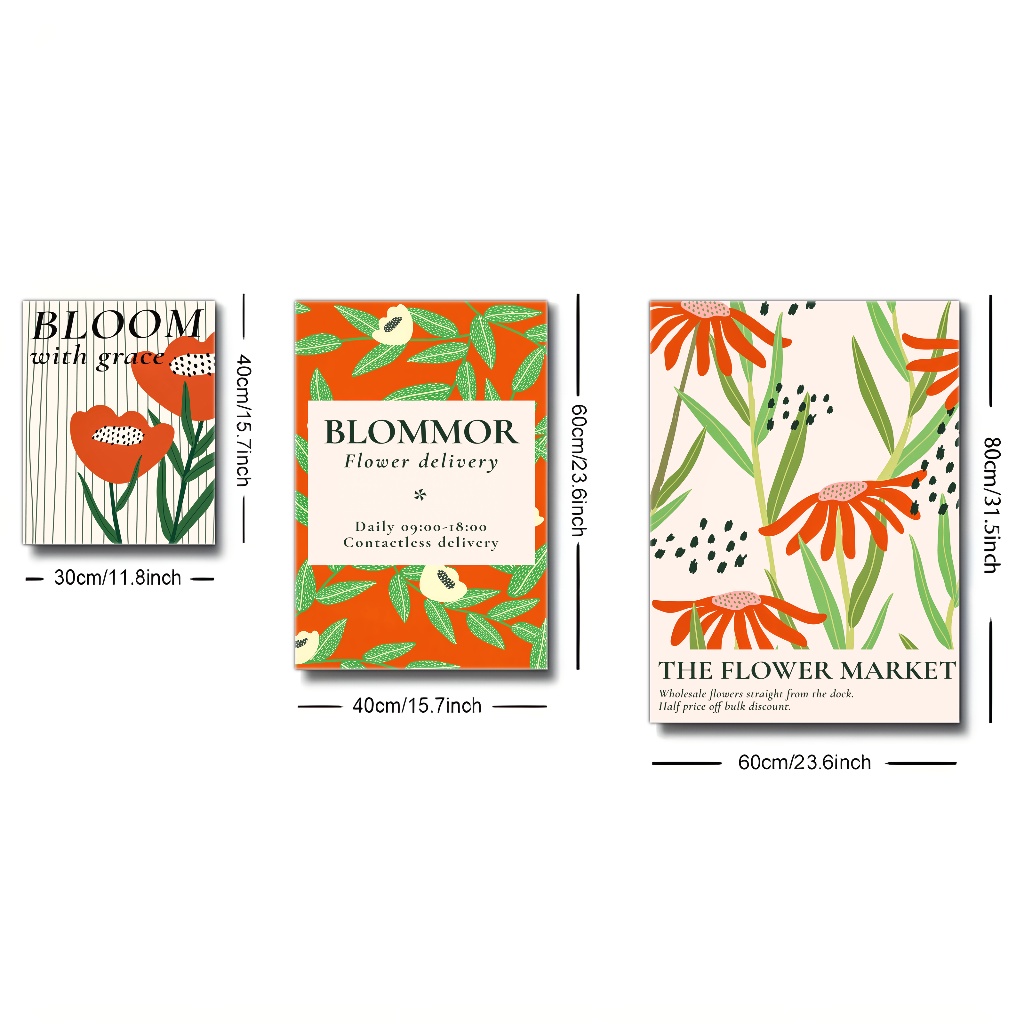 BLOOM
with grace
40cm/15.7inch
30cm/11.8inch
BLOMMOR
Flower delivery
*
Daily 09:00-18:00
Contactless delivery
60cm/23.6inch
40cm/15.7inch
THE FLOWER MARKET
Wholesale flowers straight from the dock.
Half price off bulk discount.
80cm/31.5inch
60cm/23.6inch